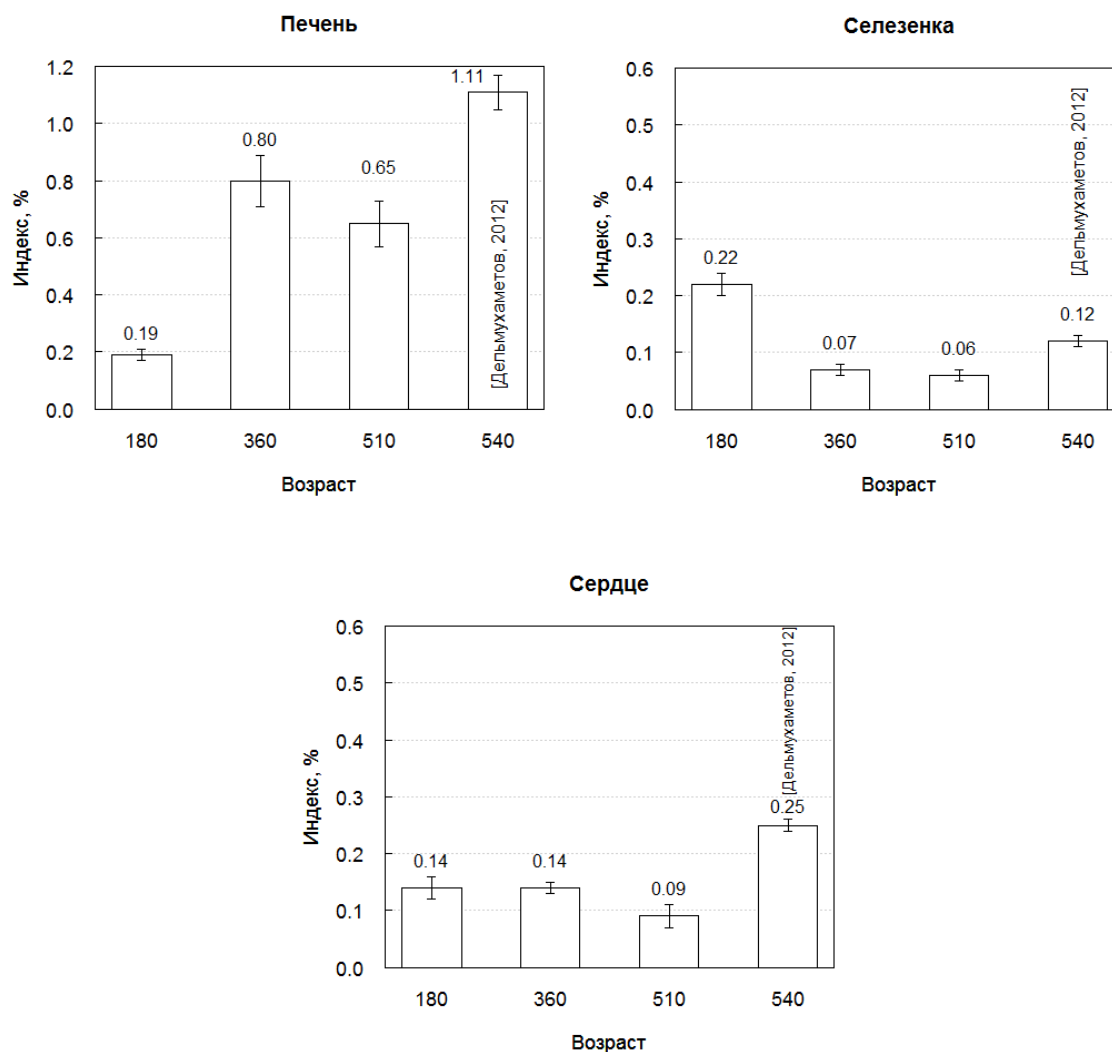 Печень
Индекс, %
1.2
1.0
0.8
0.6
0.4
0.2
0.0
0.19
0.80
0.65
1.11
[Дельмухаметов, 2012]
180 360 510 540
Возраст
Селезенка
Индекс, %
0.6
0.5
0.4
0.3
0.2
0.1
0.0
0.22
0.07
0.06
0.12
[Дельмухаметов, 2012]
180 360 510 540
Возраст
Сердце
Индекс, %
0.6
0.5
0.4
0.3
0.2
0.1
0.0
0.14
0.14
0.09
0.25
[Дельмухаметов, 2012]
180 360 510 540
Возраст